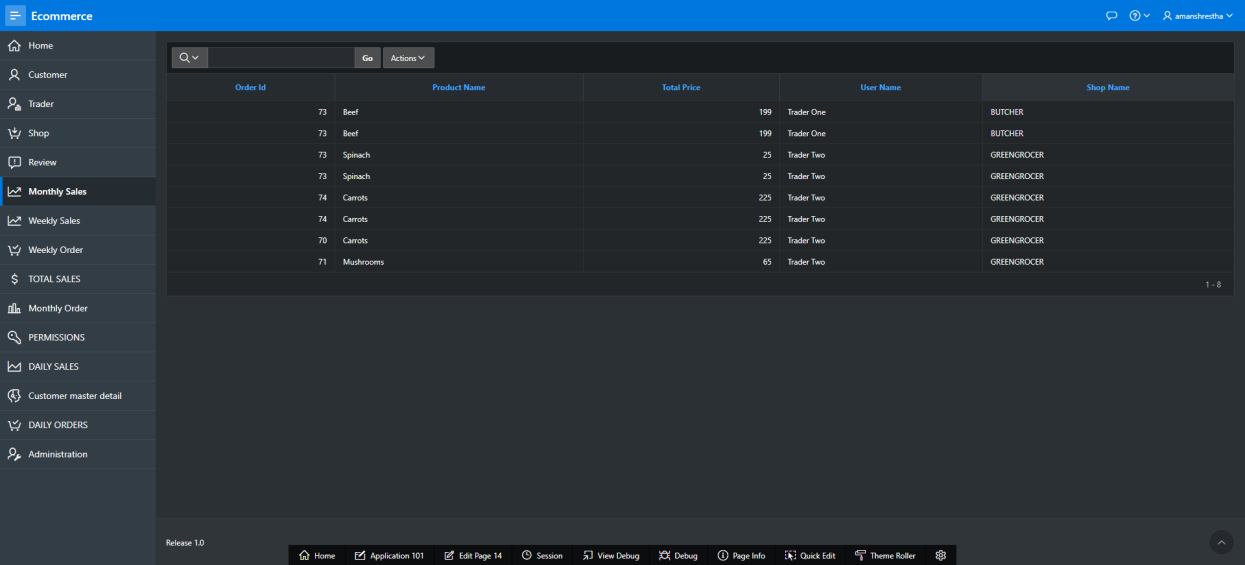 Ecommerce
amanshrestha
Home
Customer
Trader
Shop
Review
Monthly Sales
Weekly Sales
Weekly Order
TOTAL SALES
Monthly Order
PERMISSIONS
DAILY SALES
Customer master detail
DAILY ORDERS
Administration
Go Actions
Order Id Product Name Total Price User Name Shop Name
73 Beef 199 Trader One BUTCHER
73 Beef 199 Trader One BUTCHER
73 Spinach 25 Trader Two GREENGROCER
73 Spinach 25 Trader Two GREENGROCER
74 Carrots 225 Trader Two GREENGROCER
74 Carrots 225 Trader Two GREENGROCER
70 Carrots 225 Trader Two GREENGROCER
71 Mushrooms 65 Trader Two GREENGROCER
1 - 8
Release 1.0
Home Application 101 Edit Page 14 Session View Debug Debug Page Info Quick Edit Theme Roller